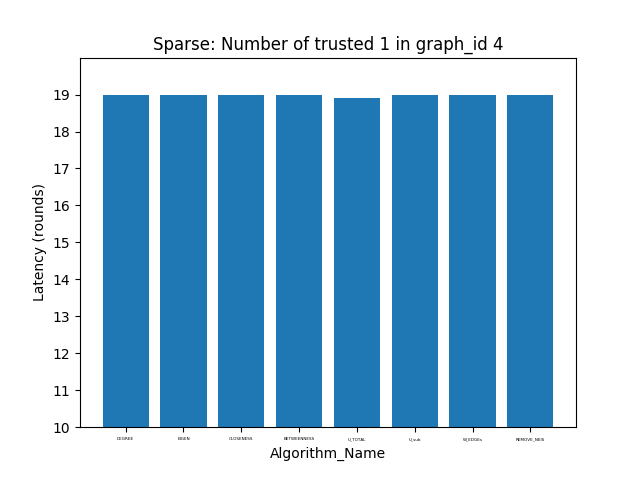 Sparse: Number of trusted 1 in graph_id 4
Latency (rounds)
19
18
17
16
15
14
13
12
11
10
DEGREE EIGEN CLOSENESS BETWEENNESS U_TOTAL U_sub W_EDGEs REMOVE_NEIS
Algorithm_Name